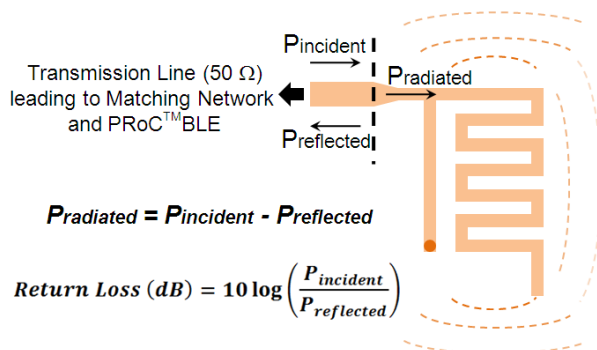 Pincident
Transmission Line (50 Ω)
leading to Matching Network
and PRoC™BLE
Pradiated
Preflected
Pradiated = Pincident - Preflected
Return Loss (dB) = 10 log(Pincident/Preflected)